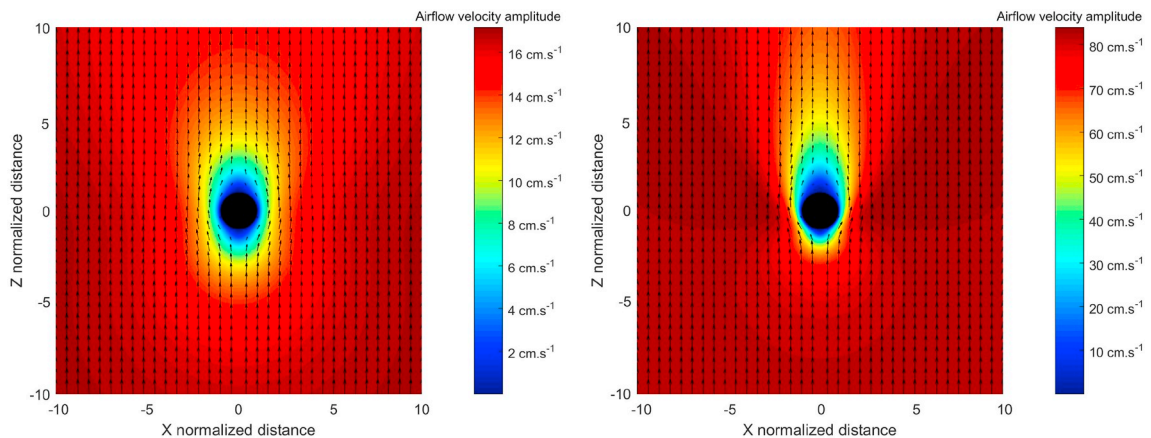 Airflow velocity amplitude
10
5
0
-5
-10
-10
-5
0
5
10
Z normalized distance
X normalized distance
16 cm.s-1
14 cm.s-1
12 cm.s-1
10 cm.s-1
8 cm.s-1
6 cm.s-1
4 cm.s-1
2 cm.s-1
Airflow velocity amplitude
10
5
0
-5
-10
-10
-5
0
5
10
Z normalized distance
X normalized distance
80 cm.s-1
70 cm.s-1
60 cm.s-1
50 cm.s-1
40 cm.s-1
30 cm.s-1
20 cm.s-1
10 cm.s-1